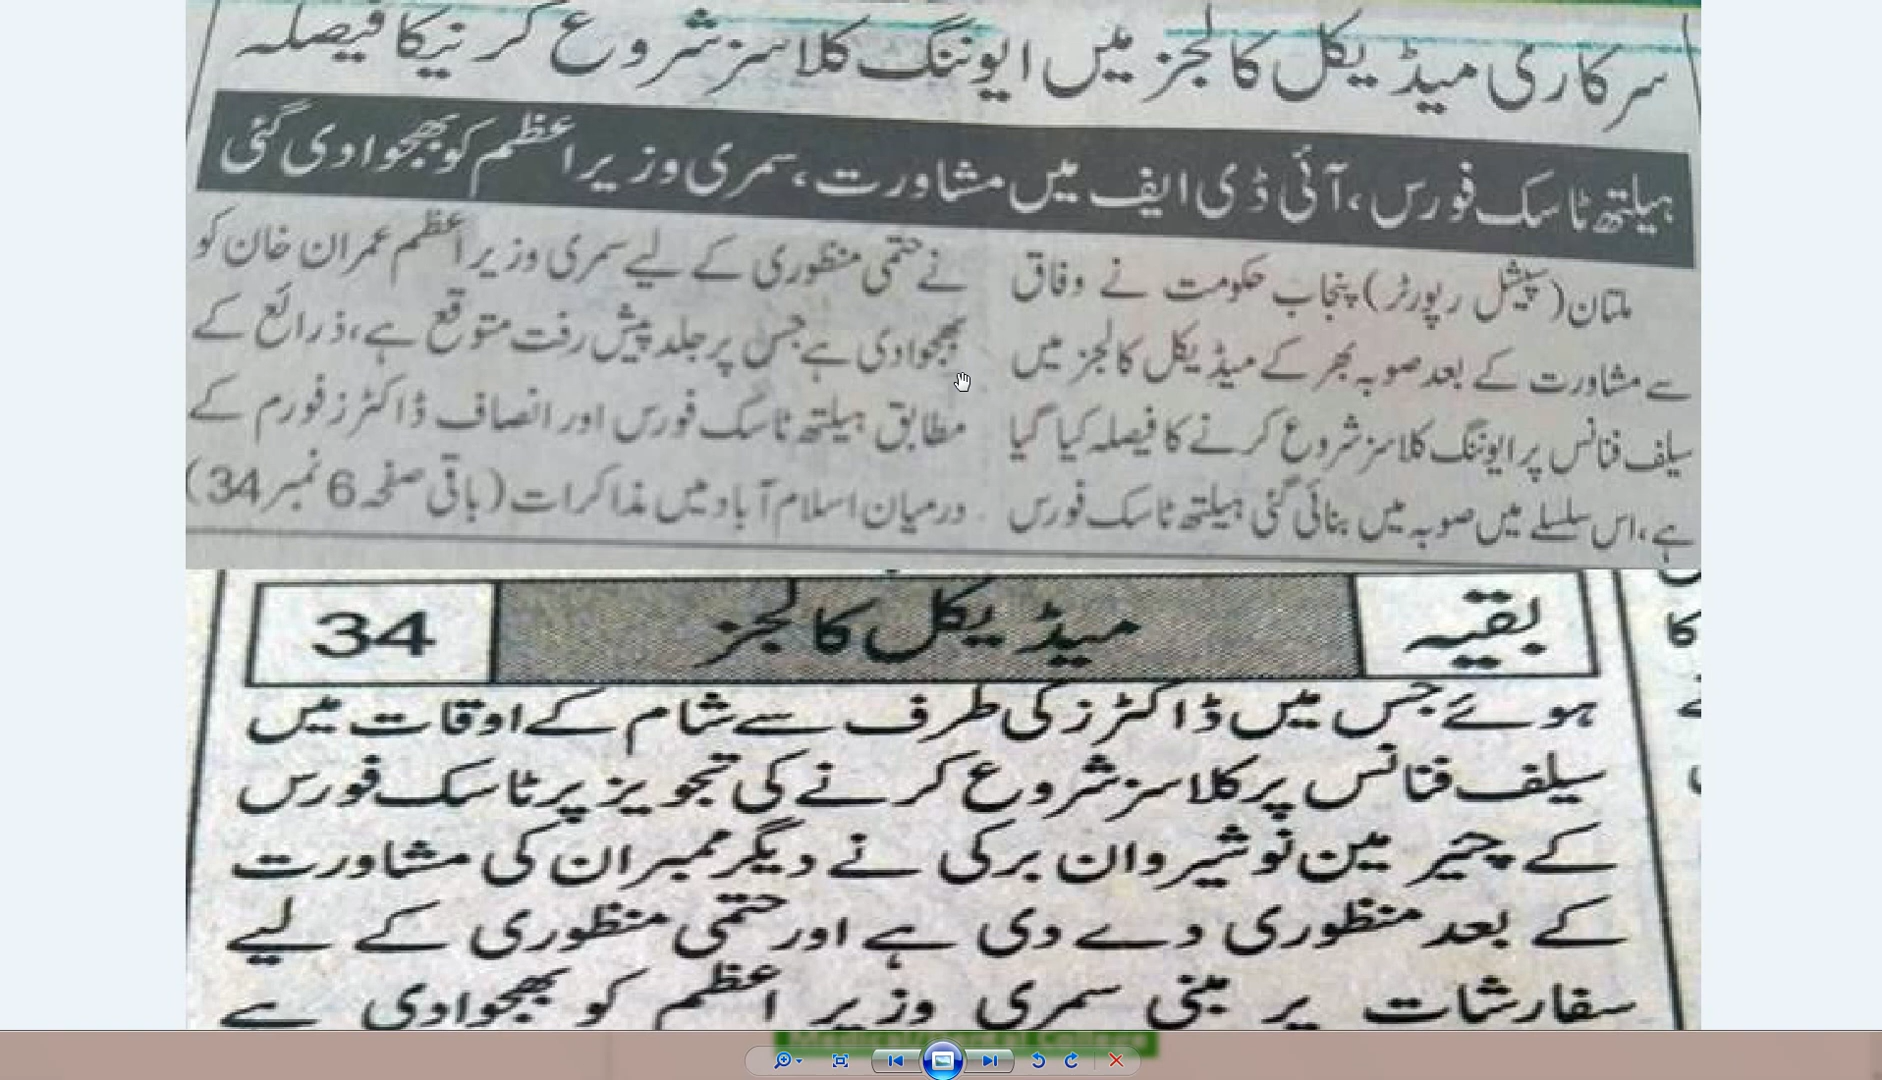 سرکاری میڈیکل کالجز میں ایوننگ کلاسز شروع کرنیکا فیصلہ
ہیلتھ ٹاسک فورس، آئی ڈی ایف میں مشاورت، سمری وزیراعظم کو بھجوادی گئی
ملتان (سپیشل رپورٹر) پنجاب حکومت نے وفاق
سے مشاورت کے بعد صوبہ بھر کے میڈیکل کالجز میں
سیلف فنانس پر ایوننگ کلاسز شروع کرنے کا فیصلہ کیا گیا
ہے، اس سلسلے میں صوبہ میں بنائی گئی ہیلتھ ٹاسک فورس
نے حتمی منظوری کے لیے سمری وزیراعظم عمران خان کو
بھجوادی ہے جس پر جلد پیش رفت متوقع ہے، ذرائع کے
مطابق ہیلتھ ٹاسک فورس اور انصاف ڈاکٹرز فورم کے
درمیان اسلام آباد میں مذاکرات (باقی صفحہ 6 نمبر 34)
بقیہ میڈیکل کالجز 34
ہوئے جس میں ڈاکٹرز کی طرف سے شام کے اوقات میں
سیلف فنانس پر کلاسز شروع کرنے کی تجویز پر ٹاسک فورس
کے چیئر مین نوشیروان برکی نے دیگر ممبران کی مشاورت
کے بعد منظوری دے دی ہے اور حتمی منظوری کے لیے
سفارشات پر مبنی سمری وزیر اعظم کو بھجوادی ہے